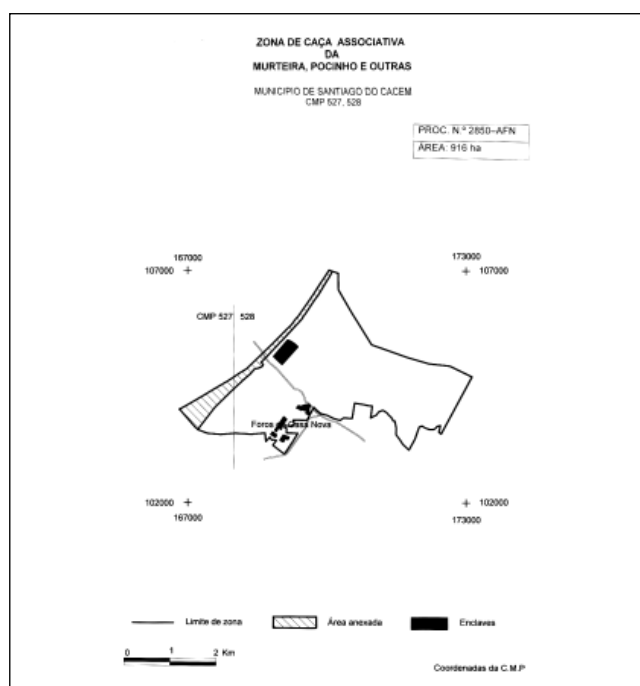 ZONA DE CAÇA ASSOCIATIVA
DA
MURTEIRA, POCINHO E OUTRAS
MUNICIPIO DE SANTIAGO DO CACEM
CMP 527, 528
PROC. N.º 2850–AFN
ÁREA: 916 ha
167000
107000
173000
107000
CMP 527 528
Casa Nova
102000
167000
102000
173000
Limite de zona
Área anexada
Enclaves
0 1 2 Km
Coordenadas da C.M.P